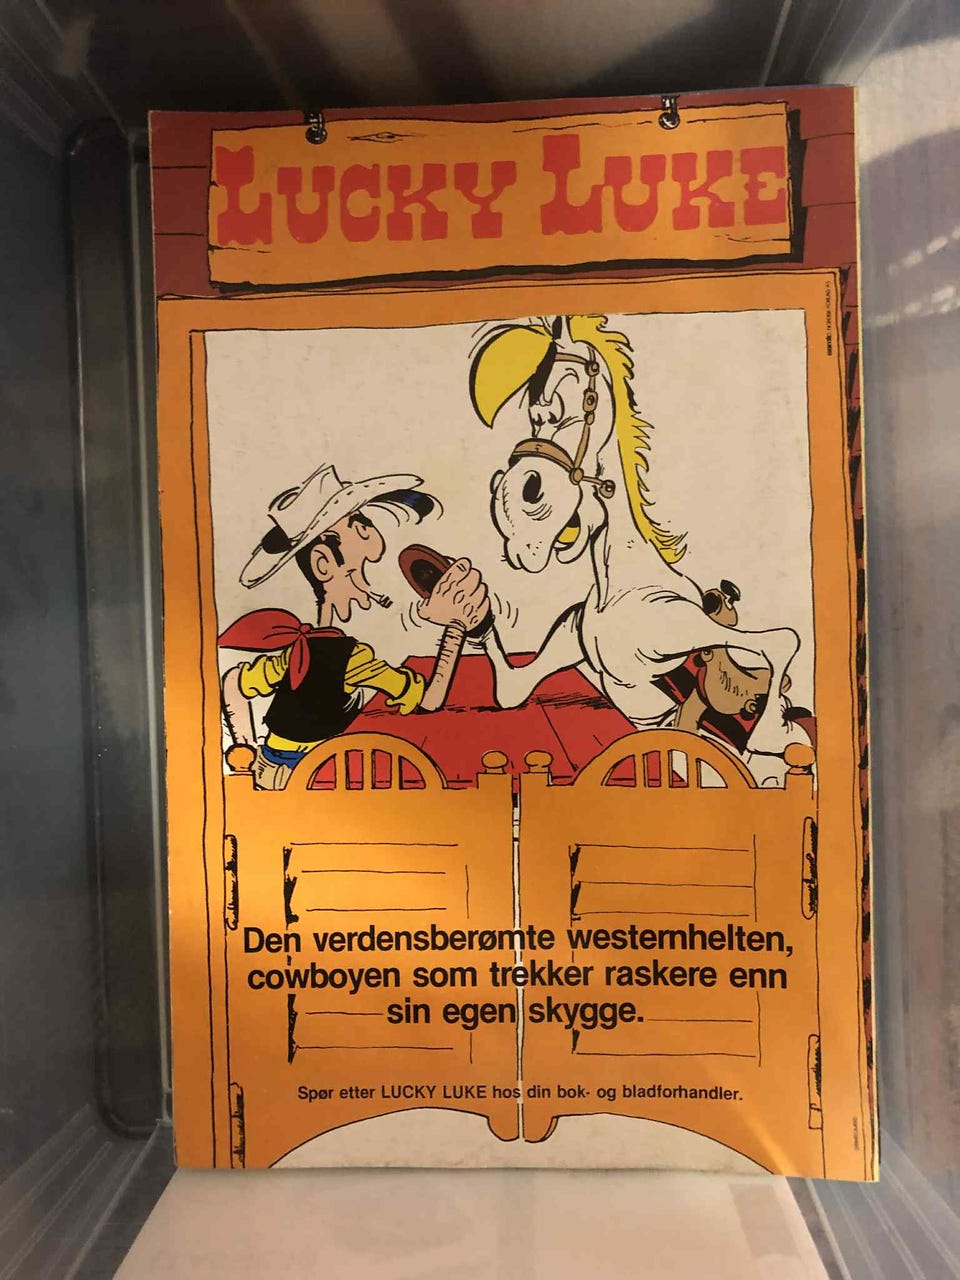 LUCKY LUKE
Den verdensberømte westernhelten,
cowboyen som trekker raskere enn
sin egen skygge.
Spør etter LUCKY LUKE hos din bok- og bladforhandler.